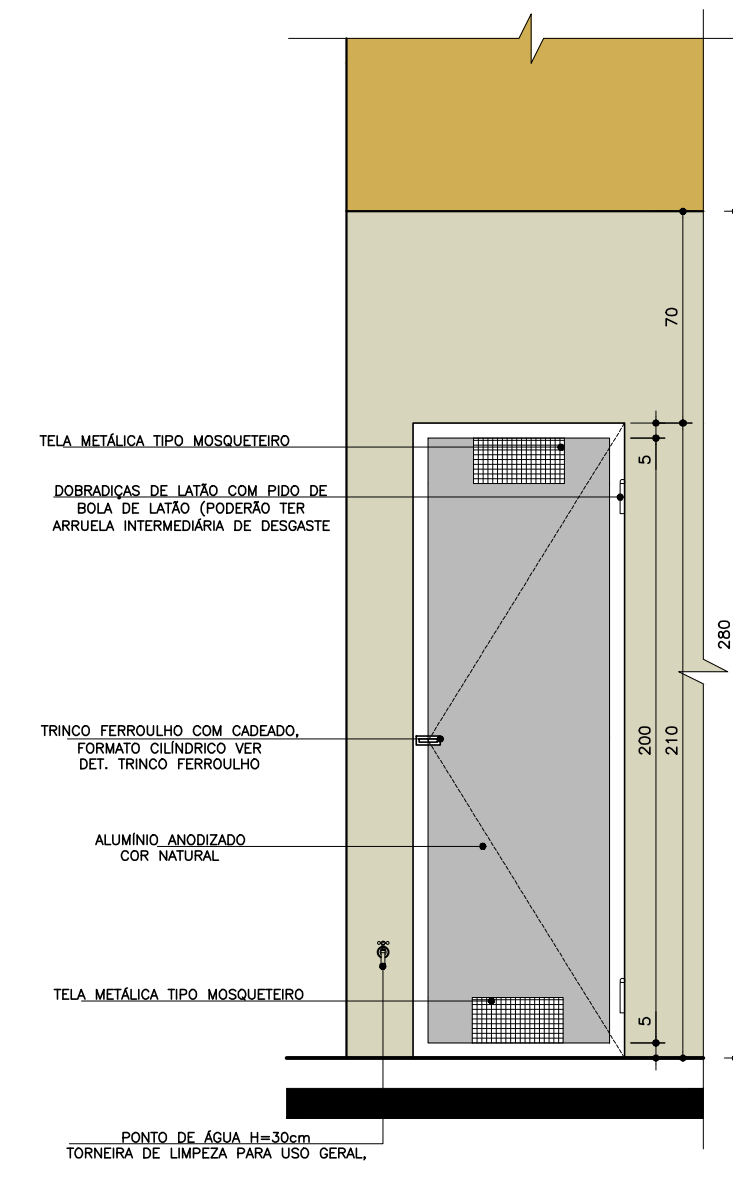 70
TELA METÁLICA TIPO MOSQUETEIRO
5
DOBRADIÇAS DE LATÃO COM PIDO DE
BOLA DE LATÃO (PODERÃO TER
ARRUELA INTERMEDIÁRIA DE DESGASTE
280
TRINCO FERROULHO COM CADEADO,
FORMATO CILÍNDRICO VER
DET. TRINCO FERROULHO
200
210
ALUMÍNIO ANODIZADO
COR NATURAL
TELA METÁLICA TIPO MOSQUETEIRO
5
PONTO DE ÁGUA H=30cm
TORNEIRA DE LIMPEZA PARA USO GERAL,